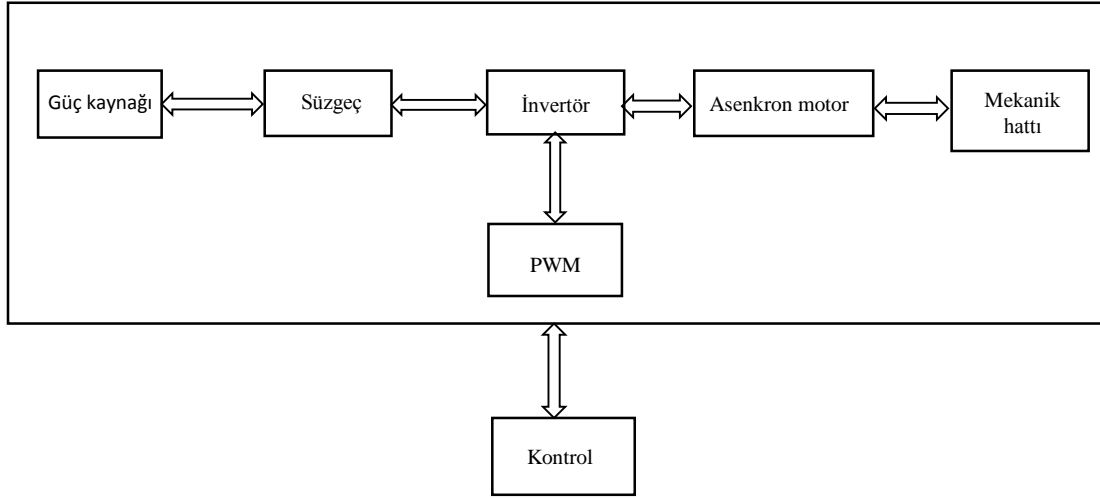 Güç kaynağı
Süzgeç
İnvertör
Asenkron motor
Mekanik
hattı
PWM
Kontrol